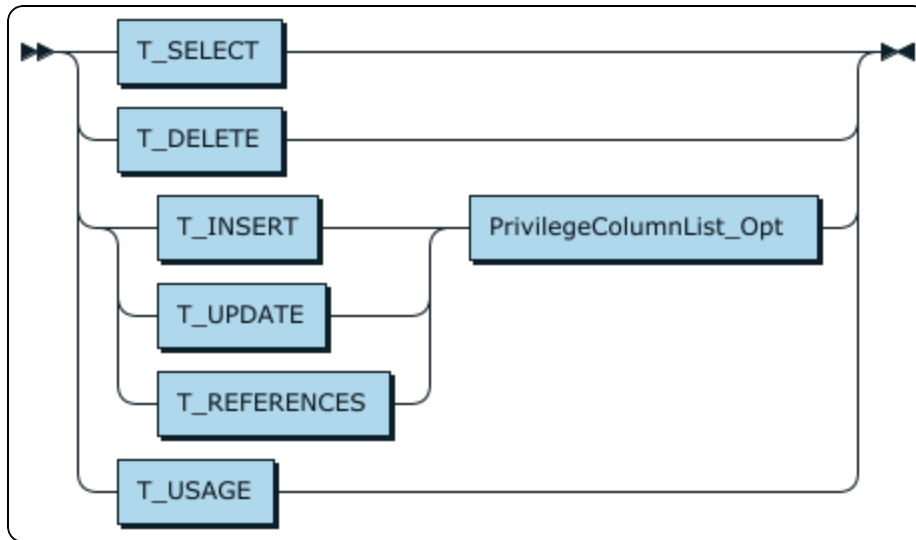 T_SELECT
T_DELETE
T_INSERT PrivilegeColumnList_Opt
T_UPDATE
T_REFERENCES
T_USAGE